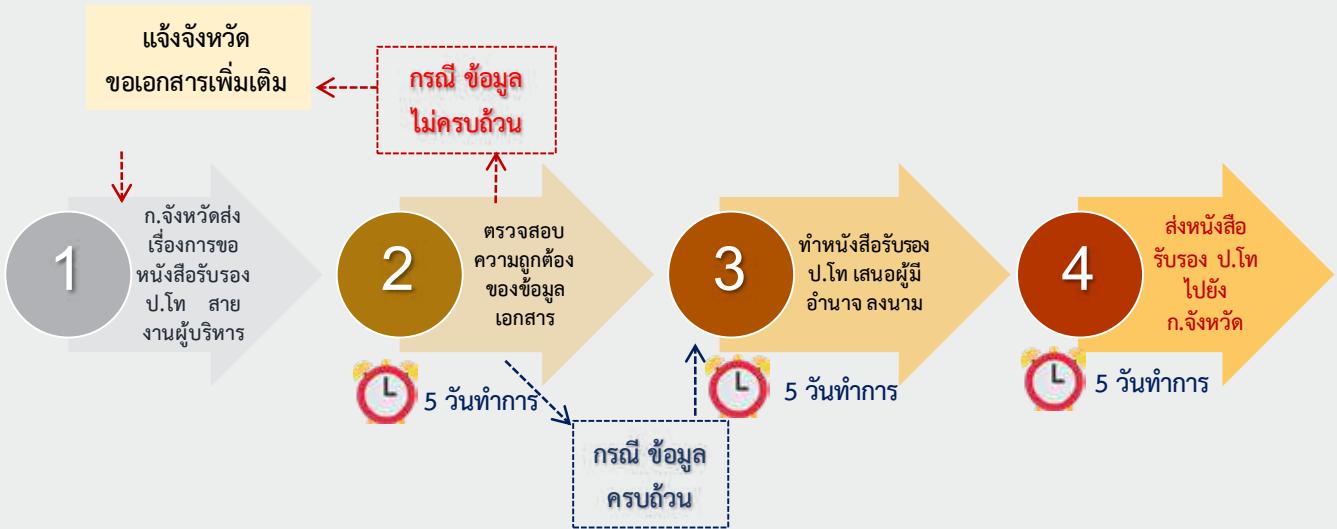 แจ้งจังหวัด
ขอเอกสารเพิ่มเติม
กรณี ข้อมูล
ไม่ครบถ้วน
1
ก.จังหวัดส่ง
เรื่องการขอ
หนังสือรับรอง
ป.โท สาย
งานผู้บริหาร
2
ตรวจสอบ
ความถูกต้อง
ของข้อมูล
เอกสาร
5 วันทำการ
กรณี ข้อมูล
ครบถ้วน
3
ทำหนังสือรับรอง
ป.โท เสนอผู้มี
อำนาจ ลงนาม
5 วันทำการ
4
ส่งหนังสือ
รับรอง ป.โท
ไปยัง
ก.จังหวัด
5 วันทำการ